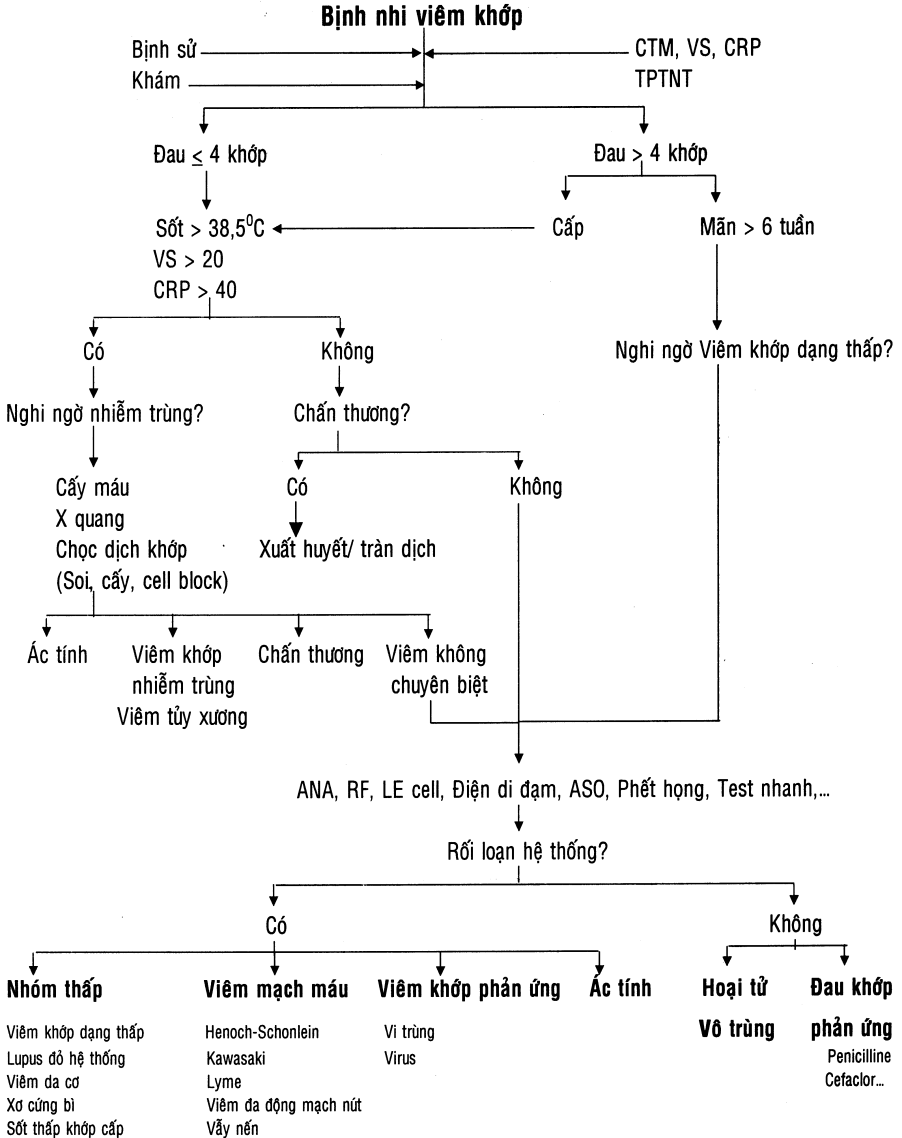 Bịnh nhi viêm khớp
Bịnh sử
CTM, VS, CRP
Khám
TPTNT
Đau ≤ 4 khớp
Đau > 4 khớp
Sốt > 38,5⁰C
Cấp
Mãn > 6 tuần
VS > 20
CRP > 40
Có
Không
Nghi ngờ Viêm khớp dạng thấp?
Nghi ngờ nhiễm trùng?
Chấn thương?
Cấy máu
Có
Không
X quang
Chọc dịch khớp
Xuất huyết/ tràn dịch
(Soi, cấy, cell block)
Ác tính
Viêm khớp
Chấn thương
Viêm không
nhiễm trùng
chuyên biệt
Viêm tủy xương
ANA, RF, LE cell, Điện di đạm, ASO, Phết họng, Test nhanh,...
Rối loạn hệ thống?
Có
Không
Nhóm thấp
Viêm mạch máu
Viêm khớp phản ứng
Ác tính
Hoại tử
Đau khớp
Vô trùng
phản ứng
Viêm khớp dạng thấp
Henoch-Schonlein
Vi trùng
Penicilline
Lupus đỏ hệ thống
Kawasaki
Virus
Cefaclor...
Viêm da cơ
Lyme
Xơ cứng bì
Viêm đa động mạch nút
Sốt thấp khớp cấp
Vẩy nến